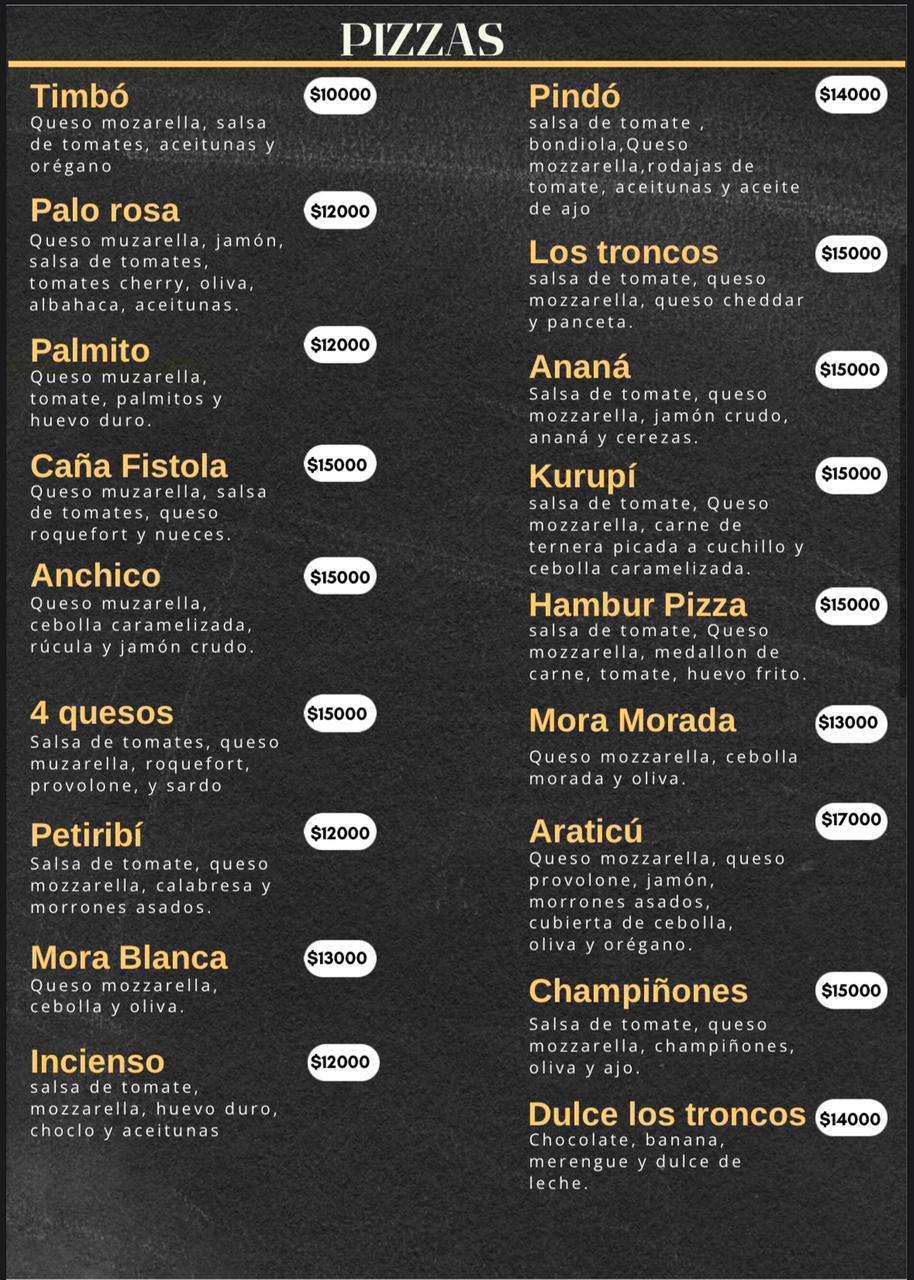 PIZZAS
Timbó
$10000
Queso mozarella, salsa
de tomates, aceitunas y
orégano
Palo rosa
$12000
Queso muzarella, jamón,
salsa de tomates,
tomates cherry, oliva,
albahaca, aceitunas.
Palmito
$12000
Queso muzarella,
tomate, palmitos y
huevo duro.
Caña Fistola
$15000
Queso muzarella, salsa
de tomates, queso
roquefort y nueces.
Anchico
$15000
Queso muzarella,
cebolla caramelizada,
rúcula y jamón crudo.
4 quesos
$15000
Salsa de tomates, queso
muzarella, roquefort,
provolone, y sardo
Petiribí
$12000
Salsa de tomate, queso
mozzarella, calabresa y
morrones asados.
Mora Blanca
$13000
Queso mozzarella,
cebolla y oliva.
Incienso
$12000
salsa de tomate,
mozzarella, huevo duro,
choclo y aceitunas
Pindó
$14000
salsa de tomate ,
bondiola,Queso
mozzarella,rodajas de
tomate, aceitunas y aceite
de ajo
Los troncos
$15000
salsa de tomate, queso
mozzarella, queso cheddar
y panceta.
Ananá
$15000
Salsa de tomate, queso
mozzarella, jamón crudo,
ananá y cerezas.
Kurupí
$15000
salsa de tomate, Queso
mozzarella, carne de
ternera picada a cuchillo y
cebolla caramelizada.
Hambur Pizza
$15000
salsa de tomate, Queso
mozzarella, medallon de
carne, tomate, huevo frito.
Mora Morada
$13000
Queso mozzarella, cebolla
morada y oliva.
Araticú
$17000
Queso mozzarella, queso
provolone, jamón,
morrones asados,
cubierta de cebolla,
oliva y orégano.
Champiñones
$15000
Salsa de tomate, queso
mozzarella, champiñones,
oliva y ajo.
Dulce los troncos
$14000
Chocolate, banana,
merengue y dulce de
leche.